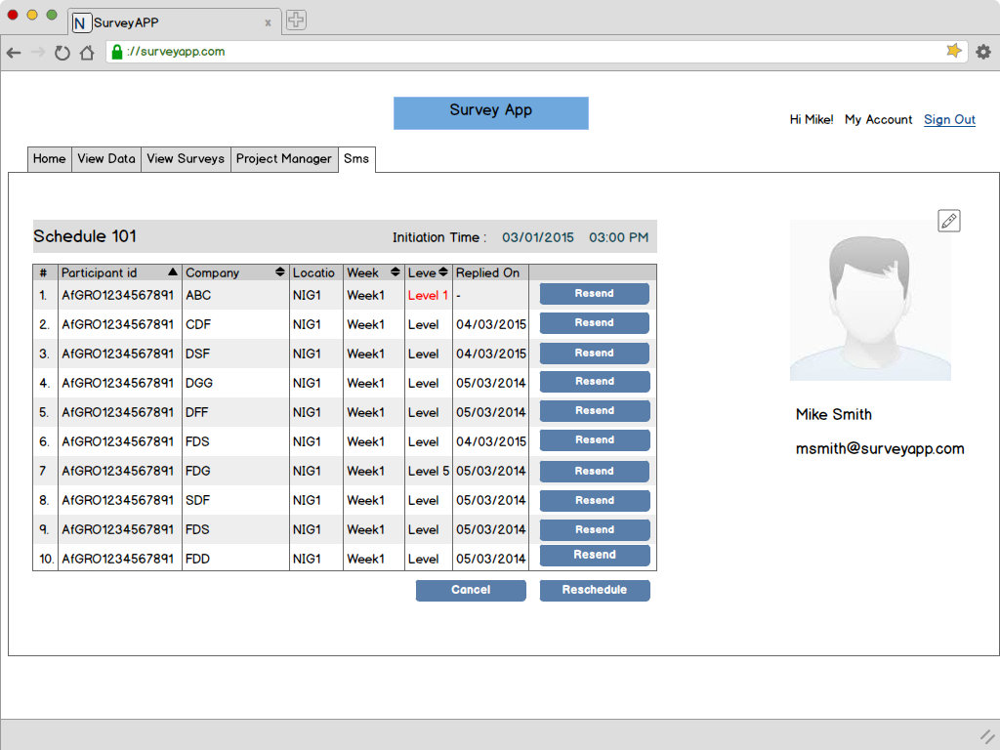 N SurveyAPP x
://surveyapp.com
Survey App
Hi Mike! My Account Sign Out
Home View Data View Surveys Project Manager Sms
Schedule 101 Initiation Time : 03/01/2015 03:00 PM
# Participant id Company Locatio Week Leve Replied On
1. AfGRO1234567891 ABC NIG1 Week1 Level 1 - Resend
2. AfGRO1234567891 CDF NIG1 Week1 Level 04/03/2015 Resend
3. AfGRO1234567891 DSF NIG1 Week1 Level 04/03/2015 Resend
4. AfGRO1234567891 DGG NIG1 Week1 Level 05/03/2014 Resend
5. AfGRO1234567891 DFF NIG1 Week1 Level 05/03/2014 Resend
6. AfGRO1234567891 FDS NIG1 Week1 Level 04/03/2015 Resend
7 AfGRO1234567891 FDG NIG1 Week1 Level 5 05/03/2014 Resend
8. AfGRO1234567891 SDF NIG1 Week1 Level 05/03/2014 Resend
9. AfGRO1234567891 FDS NIG1 Week1 Level 05/03/2014 Resend
10. AfGRO1234567891 FDD NIG1 Week1 Level 05/03/2014 Resend
Cancel Reschedule
Mike Smith
msmith@surveyapp.com